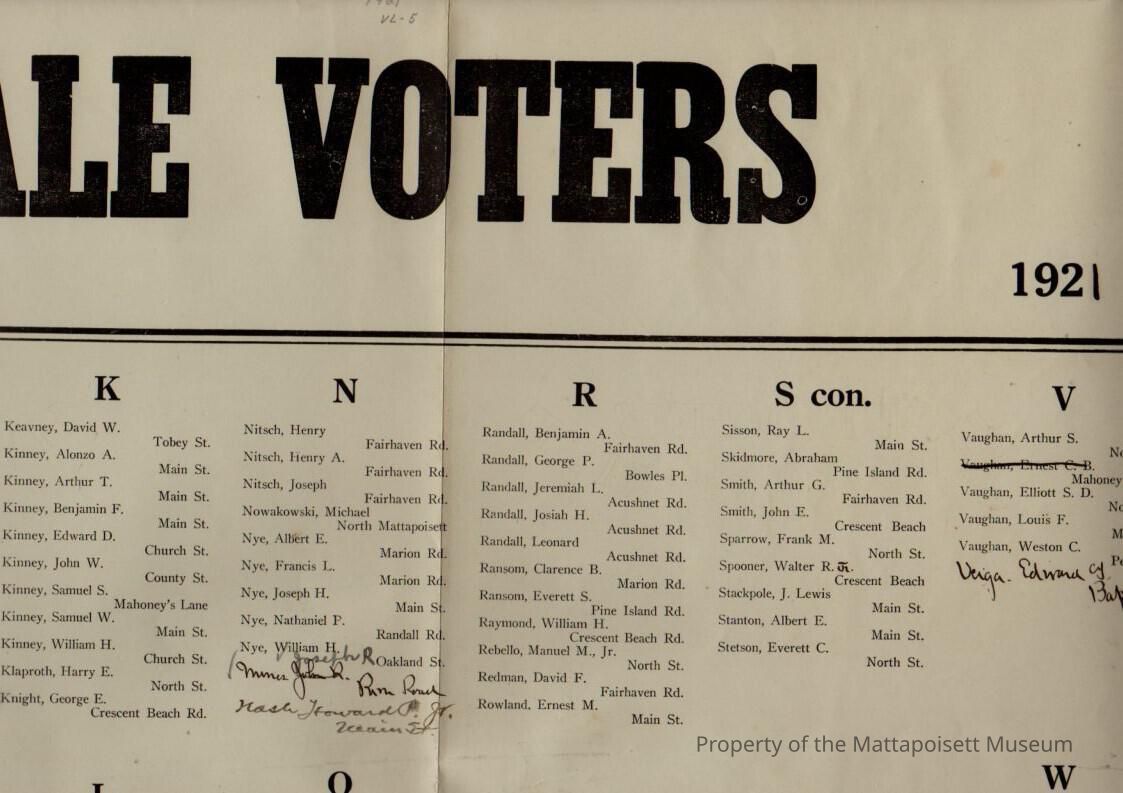 VL-5
ALE VOTERS
1921
K
Keavney, David W.
Tobey St.
Kinney, Alonzo A.
Main St.
Kinney, Arthur T.
Main St.
Kinney, Benjamin F.
Main St.
Kinney, Edward D.
Church St.
Kinney, John W.
County St.
Kinney, Samuel S.
Mahoney's Lane
Kinney, Samuel W.
Main St.
Kinney, William H.
Church St.
Klaproth, Harry E.
North St.
Knight, George E.
Crescent Beach Rd.
N
Nitsch, Henry
Fairhaven Rd.
Nitsch, Henry A.
Fairhaven Rd.
Nitsch, Joseph
Fairhaven Rd.
Nowakowski, Michael
North Mattapoisett
Nye, Albert E.
Marion Rd.
Nye, Francis L.
Marion Rd.
Nye, Joseph H.
Main St.
Nye, Nathaniel F.
Randall Rd.
Nye, William H.
Oakland St.
Joseph R
John R.
River Road
Nash Howard P. Jr.
Main St.
O
R
Randall, Benjamin A.
Fairhaven Rd.
Randall, George P.
Bowles Pl.
Randall, Jeremiah L.
Acushnet Rd.
Randall, Josiah H.
Acushnet Rd.
Randall, Leonard
Acushnet Rd.
Ransom, Clarence B.
Marion Rd.
Ransom, Everett S.
Pine Island Rd.
Raymond, William H.
Crescent Beach Rd.
Rebello, Manuel M., Jr.
North St.
Redman, David F.
Fairhaven Rd.
Rowland, Ernest M.
Main St.
S con.
Sisson, Ray L.
Main St.
Skidmore, Abraham
Pine Island Rd.
Smith, Arthur G.
Fairhaven Rd.
Smith, John E.
Crescent Beach
Sparrow, Frank M.
North St.
Spooner, Walter R. Jr.
Crescent Beach
Stackpole, J. Lewis
Main St.
Stanton, Albert E.
Main St.
Stetson, Everett C.
North St.
V
Vaughan, Arthur S.
No
Vaughan, Ernest C. B.
Mahoney
Vaughan, Elliott S. D.
No
Vaughan, Louis F.
M
Vaughan, Weston C.
Pe
Veiga. Edward
W
Property of the Mattapoisett Museum